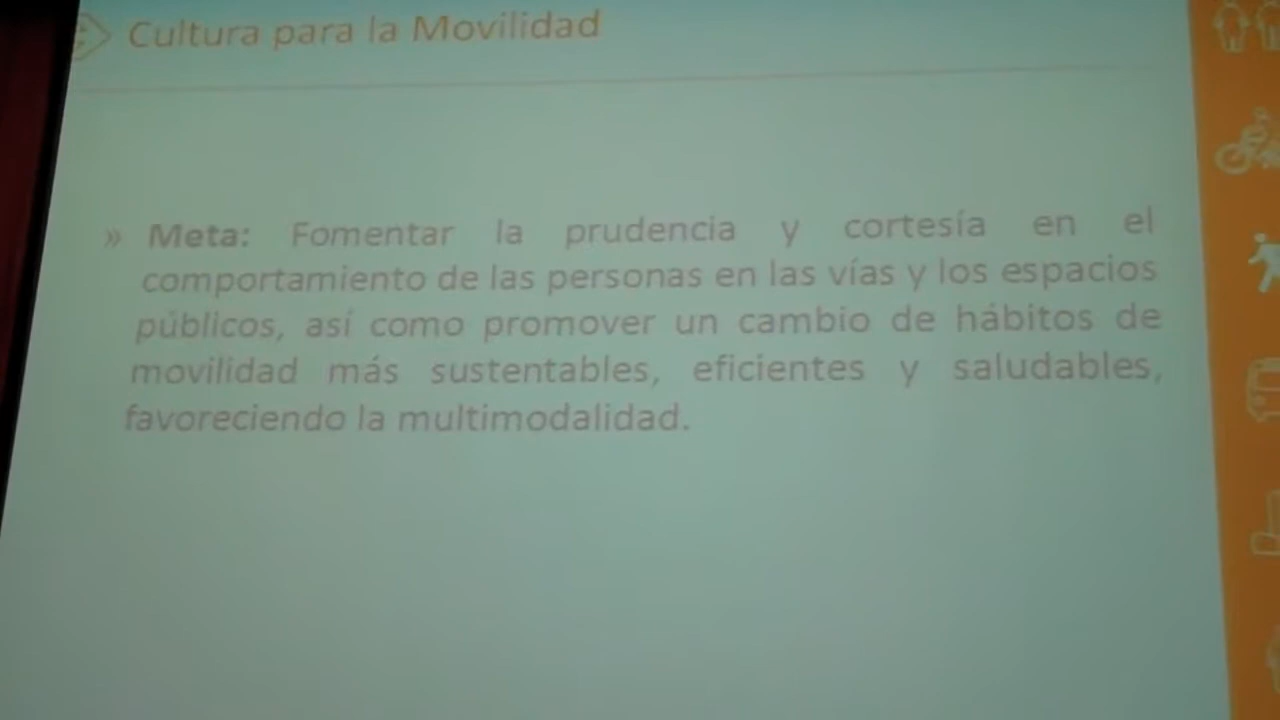 Cultura para la Movilidad
» Meta: Fomentar la prudencia y cortesía en el
comportamiento de las personas en las vías y los espacios
públicos, así como promover un cambio de hábitos de
movilidad más sustentables, eficientes y saludables,
favoreciendo la multimodalidad.